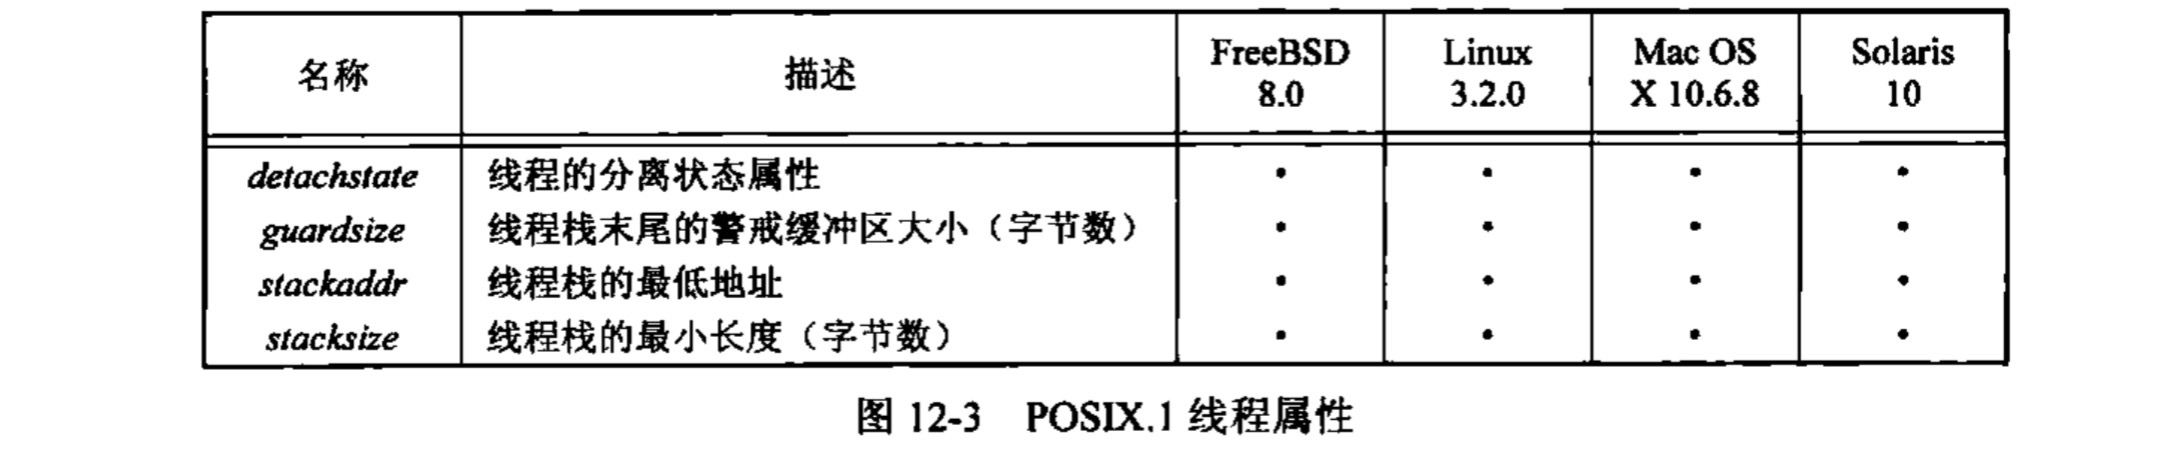 名称 描述 FreeBSD 8.0 Linux 3.2.0 Mac OS X 10.6.8 Solaris 10
detachstate 线程的分离状态属性 • • • •
guardsize 线程栈末尾的警戒缓冲区大小（字节数） • • • •
stackaddr 线程栈的最低地址 • • • •
stacksize 线程栈的最小长度（字节数） • • • •
图 12-3 POSIX.1 线程属性